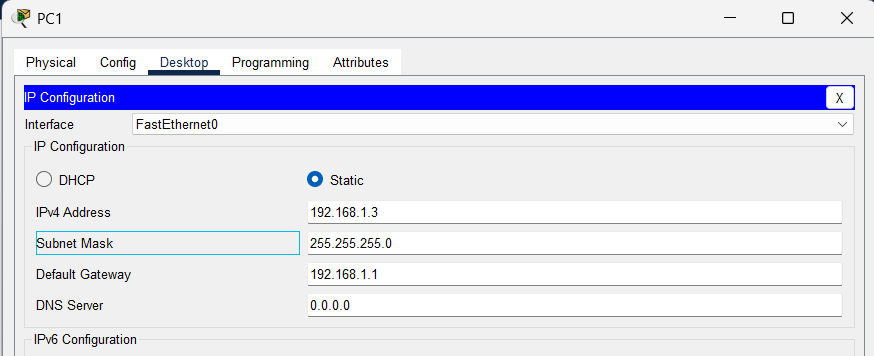 PC1
Physical Config Desktop Programming Attributes
IP Configuration X
Interface FastEthernet0
IP Configuration
DHCP Static
IPv4 Address 192.168.1.3
Subnet Mask 255.255.255.0
Default Gateway 192.168.1.1
DNS Server 0.0.0.0
IPv6 Configuration